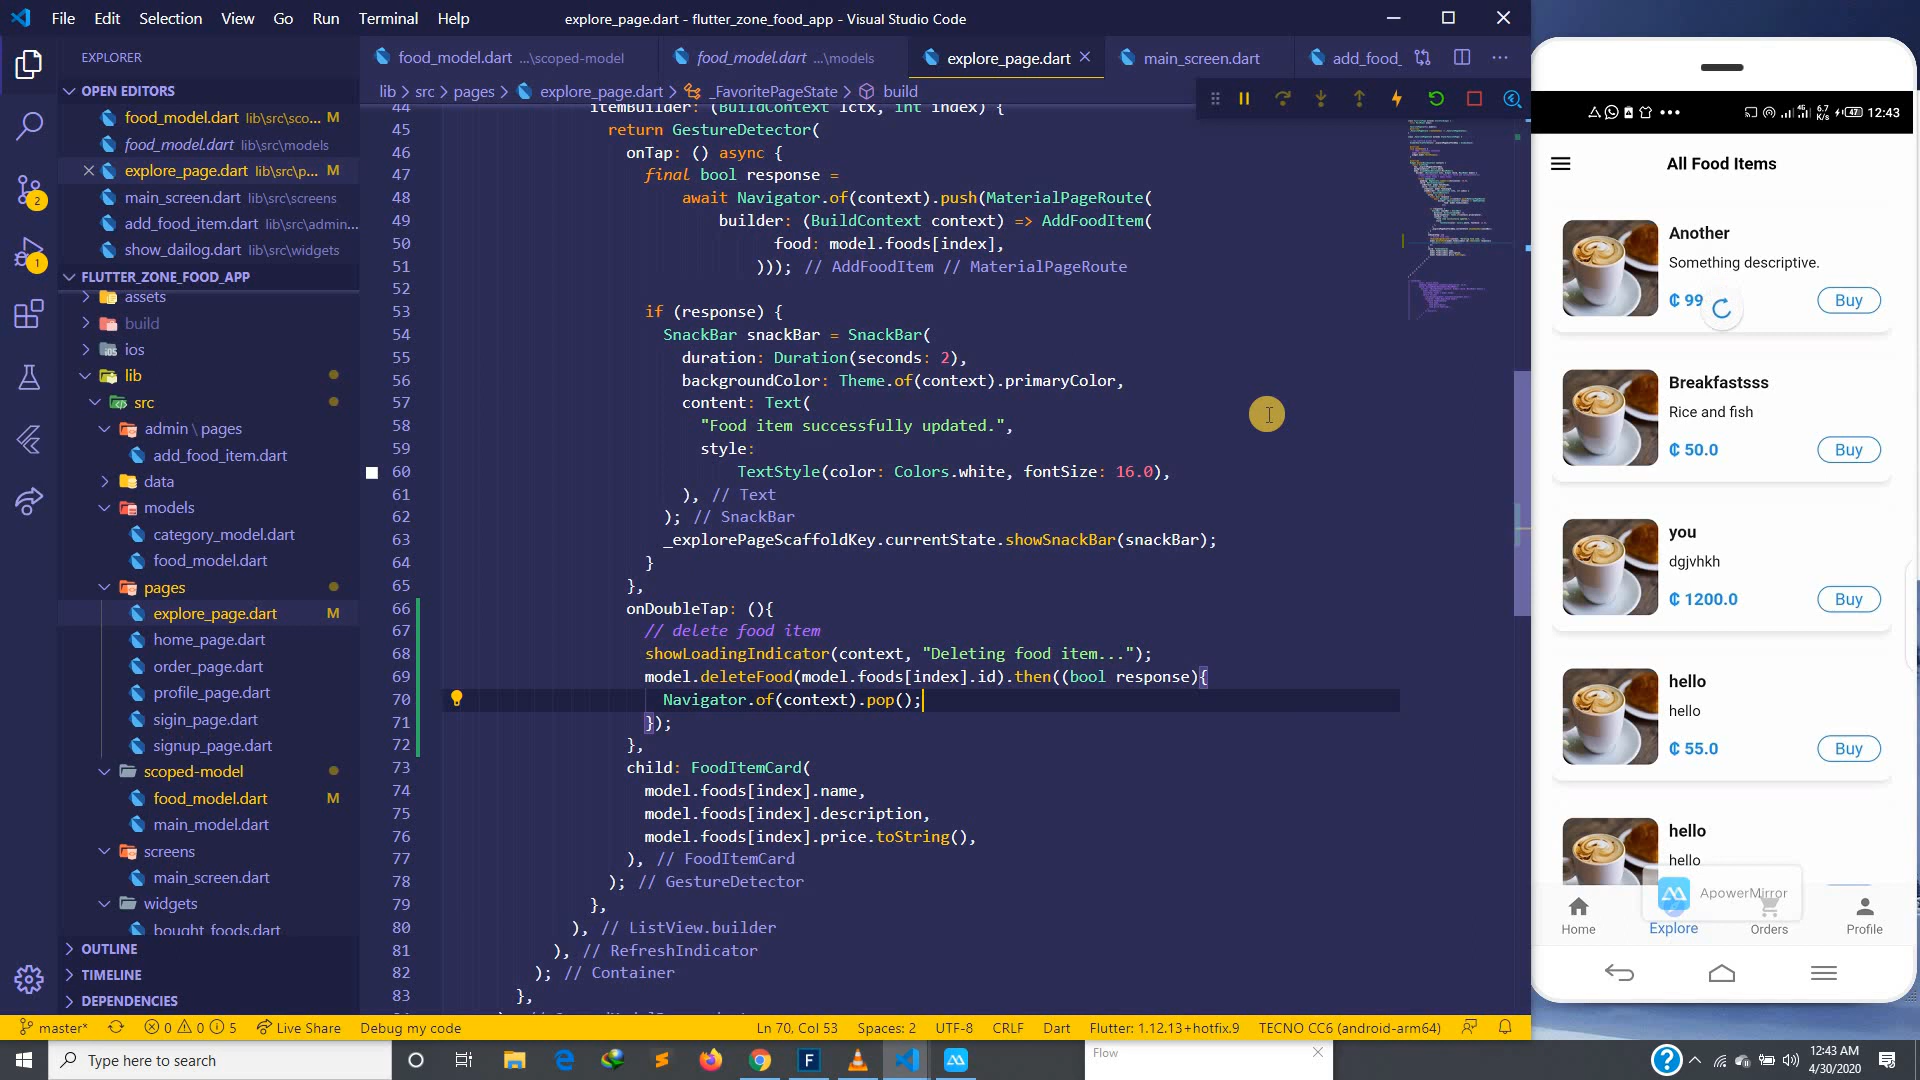 File Edit Selection View Go Run Terminal Help
explore_page.dart - flutter_zone_food_app - Visual Studio Code
EXPLORER
OPEN EDITORS
food_model.dart lib\src\sco... M
food_model.dart lib\src\models
explore_page.dart lib\src\p... M
main_screen.dart lib\src\screens
add_food_item.dart lib\src\admin...
show_dailog.dart lib\src\widgets
FLUTTER_ZONE_FOOD_APP
assets
build
ios
lib
src
admin \ pages
add_food_item.dart
data
models
category_model.dart
food_model.dart
pages
explore_page.dart M
home_page.dart
order_page.dart
profile_page.dart
sigin_page.dart
signup_page.dart
scoped-model
food_model.dart M
main_model.dart
screens
main_screen.dart
widgets
bought_foods.dart
OUTLINE
TIMELINE
DEPENDENCIES
2
1
food_model.dart ...\scoped-model
food_model.dart ...\models
explore_page.dart
main_screen.dart
add_food_
lib > src > pages > explore_page.dart > _FavoritePageState > build
44 itemBuilder: (BuildContext lctx, int index) {
45 return GestureDetector(
46 onTap: () async {
47 final bool response =
48 await Navigator.of(context).push(MaterialPageRoute(
49 builder: (BuildContext context) => AddFoodItem(
50 food: model.foods[index],
51 ))); // AddFoodItem // MaterialPageRoute
52
53 if (response) {
54 SnackBar snackBar = SnackBar(
55 duration: Duration(seconds: 2),
56 backgroundColor: Theme.of(context).primaryColor,
57 content: Text(
58 "Food item successfully updated.",
59 style:
60 TextStyle(color: Colors.white, fontSize: 16.0),
61 ), // Text
62 ); // SnackBar
63 _explorePageScaffoldKey.currentState.showSnackBar(snackBar);
64 }
65 },
66 onDoubleTap: (){
67 // delete food item
68 showLoadingIndicator(context, "Deleting food item...");
69 model.deleteFood(model.foods[index].id).then((bool response){
70 Navigator.of(context).pop();
71 });
72 },
73 child: FoodItemCard(
74 model.foods[index].name,
75 model.foods[index].description,
76 model.foods[index].price.toString(),
77 ), // FoodItemCard
78 ); // GestureDetector
79 },
80 ), // ListView.builder
81 ), // RefreshIndicator
82 ); // Container
83 },
master* 0 0 5 Live Share Debug my code
Ln 70, Col 53 Spaces: 2 UTF-8 CRLF Dart Flutter: 1.12.13+hotfix.9 TECNO CC6 (android-arm64)
Type here to search
Flow
12:43 AM
4/30/2020
12:43
All Food Items
Another
Something descriptive.
₵ 99
Buy
Breakfastsss
Rice and fish
₵ 50.0
Buy
you
dgjvhkh
₵ 1200.0
Buy
hello
hello
₵ 55.0
Buy
hello
hello
ApowerMirror
Home Explore Orders Profile